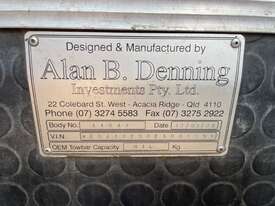 Designed & Manufactured by
Alan B. Denning
Investments Pty. Ltd.
22 Colebard St. West - Acacia Ridge - Qld 4110
Phone (07) 3274 5583 Fax (07) 3275 2922
Body No. Date
V.I.N.
OEM Towbar Capacity NIL Kg.